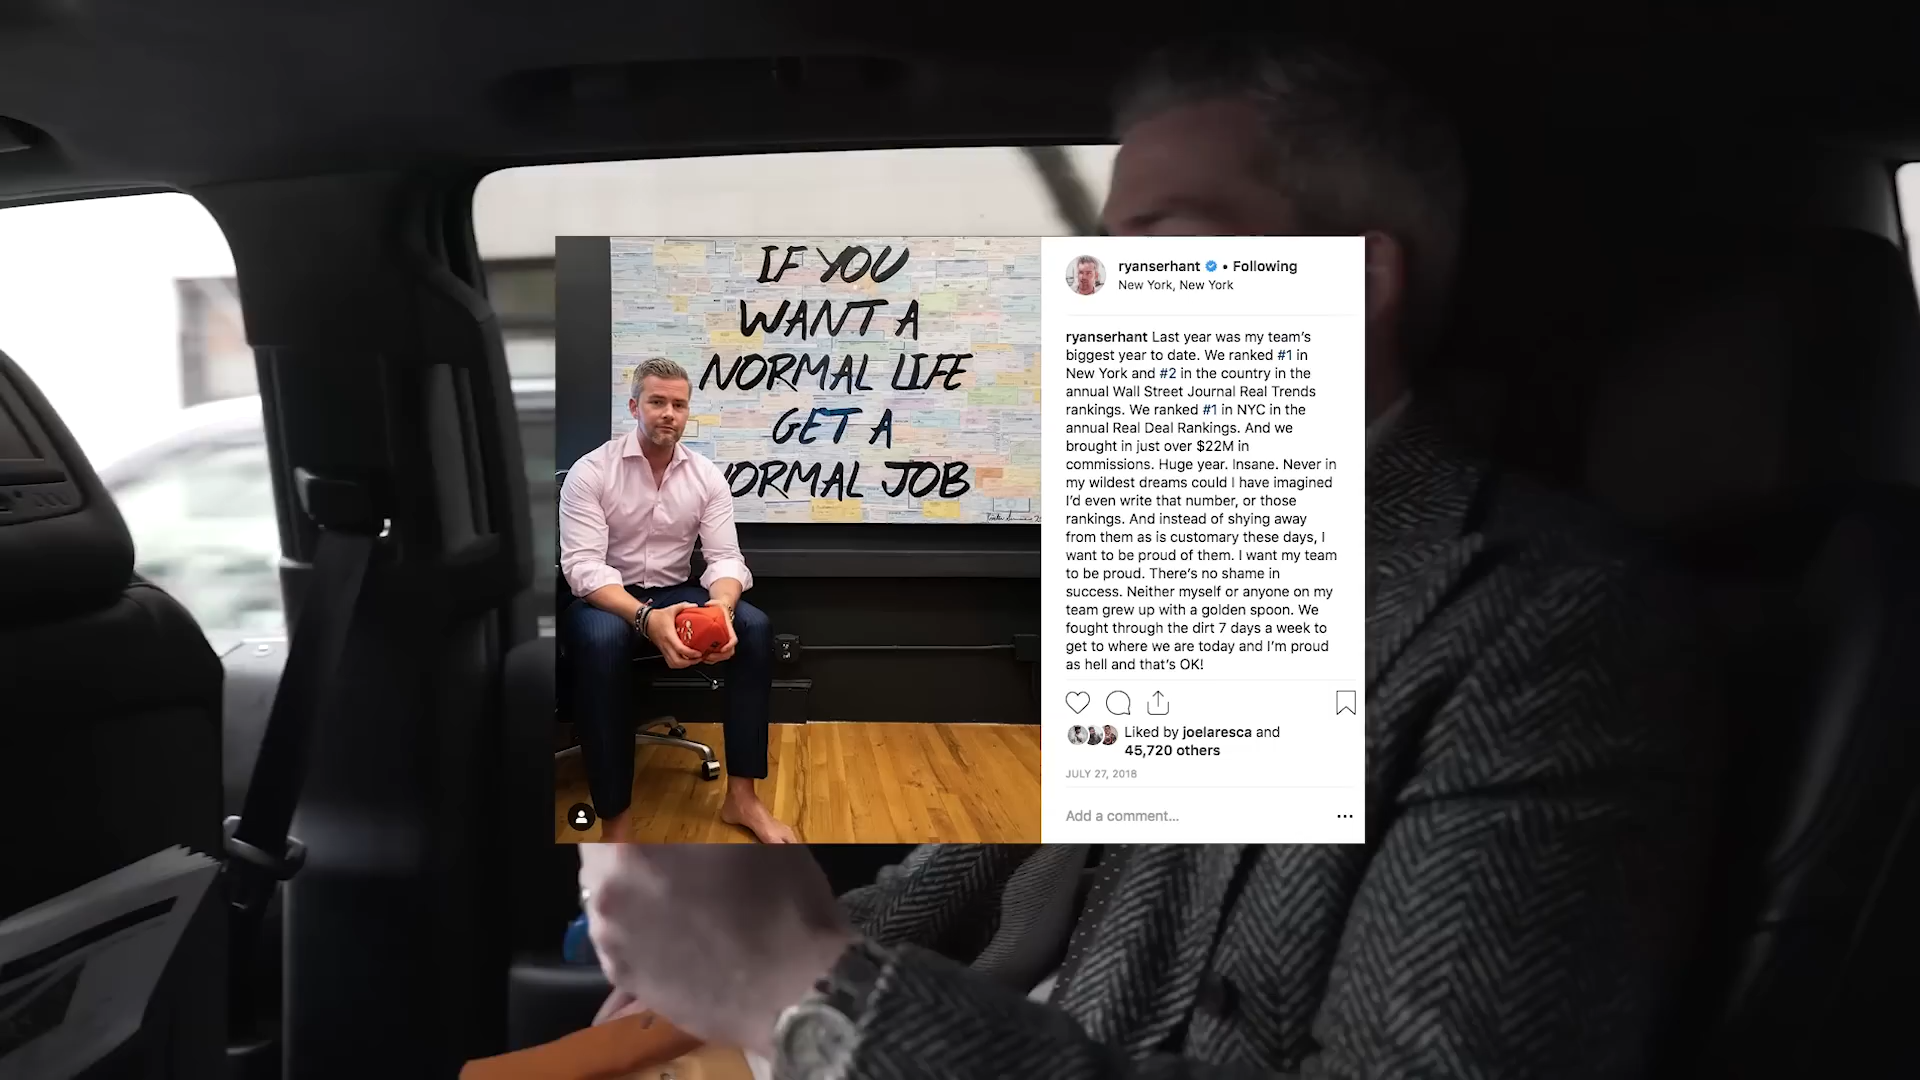 IF YOU
WANT A
NORMAL LIFE
GET A
NORMAL JOB
ryanserhant • Following
New York, New York
ryanserhant Last year was my team’s
biggest year to date. We ranked #1 in
New York and #2 in the country in the
annual Wall Street Journal Real Trends
rankings. We ranked #1 in NYC in the
annual Real Deal Rankings. And we
brought in just over $22M in
commissions. Huge year. Insane. Never in
my wildest dreams could I have imagined
I’d even write that number, or those
rankings. And instead of shying away
from them as is customary these days, I
want to be proud of them. I want my team
to be proud. There’s no shame in
success. Neither myself or anyone on my
team grew up with a golden spoon. We
fought through the dirt 7 days a week to
get to where we are today and I’m proud
as hell and that’s OK!
Liked by joelaresca and
45,720 others
JULY 27, 2018
Add a comment...